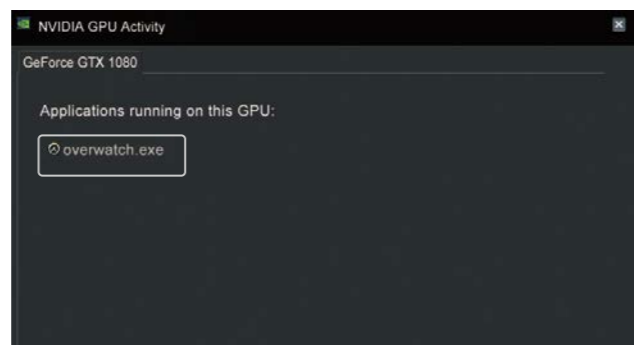 NVIDIA GPU Activity
GeForce GTX 1080
Applications running on this GPU:
overwatch.exe